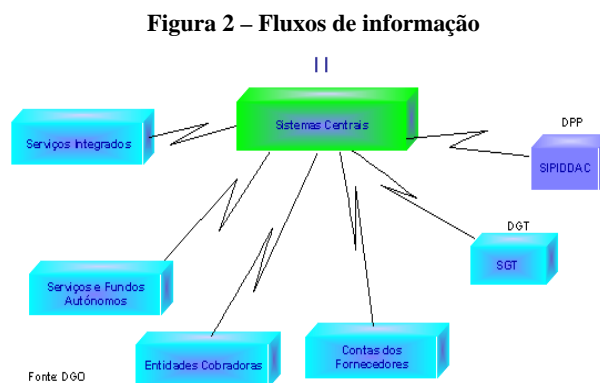 Figura 2 – Fluxos de informação
II
Sistemas Centrais
Serviços Integrados
DPP
SIPIDDAC
DGT
SGT
Serviços e Fundos
Autónomos
Entidades Cobradoras
Contas dos
Fornecedores
Fonte: DGO